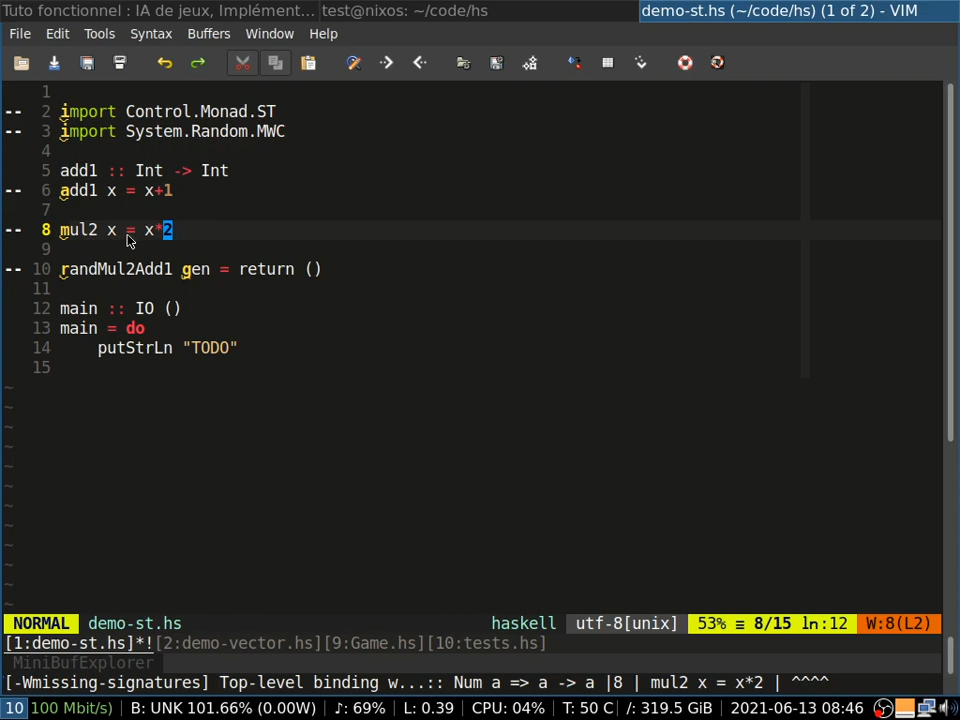 Tuto fonctionnel : IA de jeux, Implément... test@nixos: ~/code/hs demo-st.hs (~/code/hs) (1 of 2) - VIM
File Edit Tools Syntax Buffers Window Help
1
-- 2 import Control.Monad.ST
-- 3 import System.Random.MWC
4
5 add1 :: Int -> Int
-- 6 add1 x = x+1
7
-- 8 mul2 x = x*2
9
-- 10 randMul2Add1 gen = return ()
11
12 main :: IO ()
13 main = do
14     putStrLn "TODO"
15
~
~
~
~
~
~
~
~
~
~
~
~
NORMAL demo-st.hs haskell utf-8[unix] 53% ≡ 8/15 ln:12 W:8(L2)
[1:demo-st.hs]*![2:demo-vector.hs][9:Game.hs][10:tests.hs]
MiniBufExplorer
[-Wmissing-signatures] Top-level binding w...:: Num a => a -> a |8 | mul2 x = x*2 | ^^^^
10 100 Mbit/s) | B: UNK 101.66% (0.00W) | ♪: 69% | L: 0.39 | CPU: 04% | T: 50 C | /: 319.5 GiB | 2021-06-13 08:46